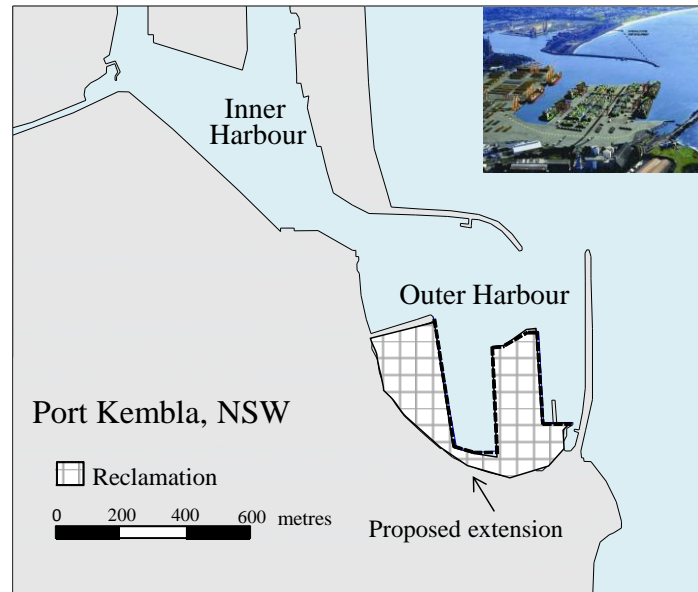 Inner
Harbour
Outer Harbour
Port Kembla, NSW
Reclamation
0 200 400 600 metres
Proposed extension